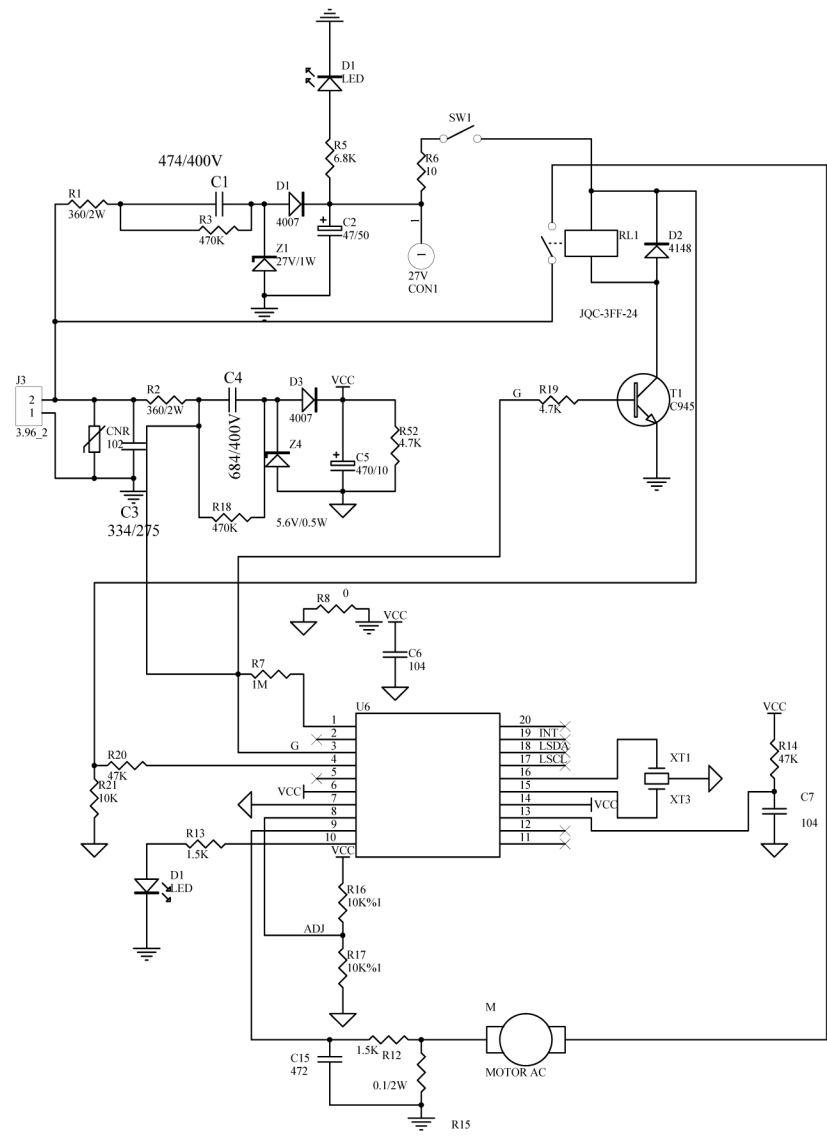 D1
LED
SW1
R5
6.8K
R6
10
474/400V
C1
D1
R1
360/2W
R3
470K
4007
C2
47/50
1
RL1
D2
4148
Z1
27V/1W
1
27V
CON1
JQC-3FF-24
J3
2
1
3.96_2
R2
360/2W
C4
D3
VCC
4007
G
R19
4.7K
T1
C945
CNR
102
684/400V
R52
4.7K
Z4
C5
470/10
C3
334/275
R18
470K
5.6V/0.5W
R8
0
VCC
C6
104
R7
1M
U6
1
2
3
4
5
6
7
8
9
10
20
19
18
17
16
15
14
13
12
11
INT
LSDA
LSCL
G
R20
47K
R21
10K
VCC
VCC
XT1
XT3
VCC
R14
47K
C7
104
R13
1.5K
VCC
D1
LED
R16
10K%1
ADJ
R17
10K%1
M
MOTOR AC
C15
472
1.5K
R12
0.1/2W
R15